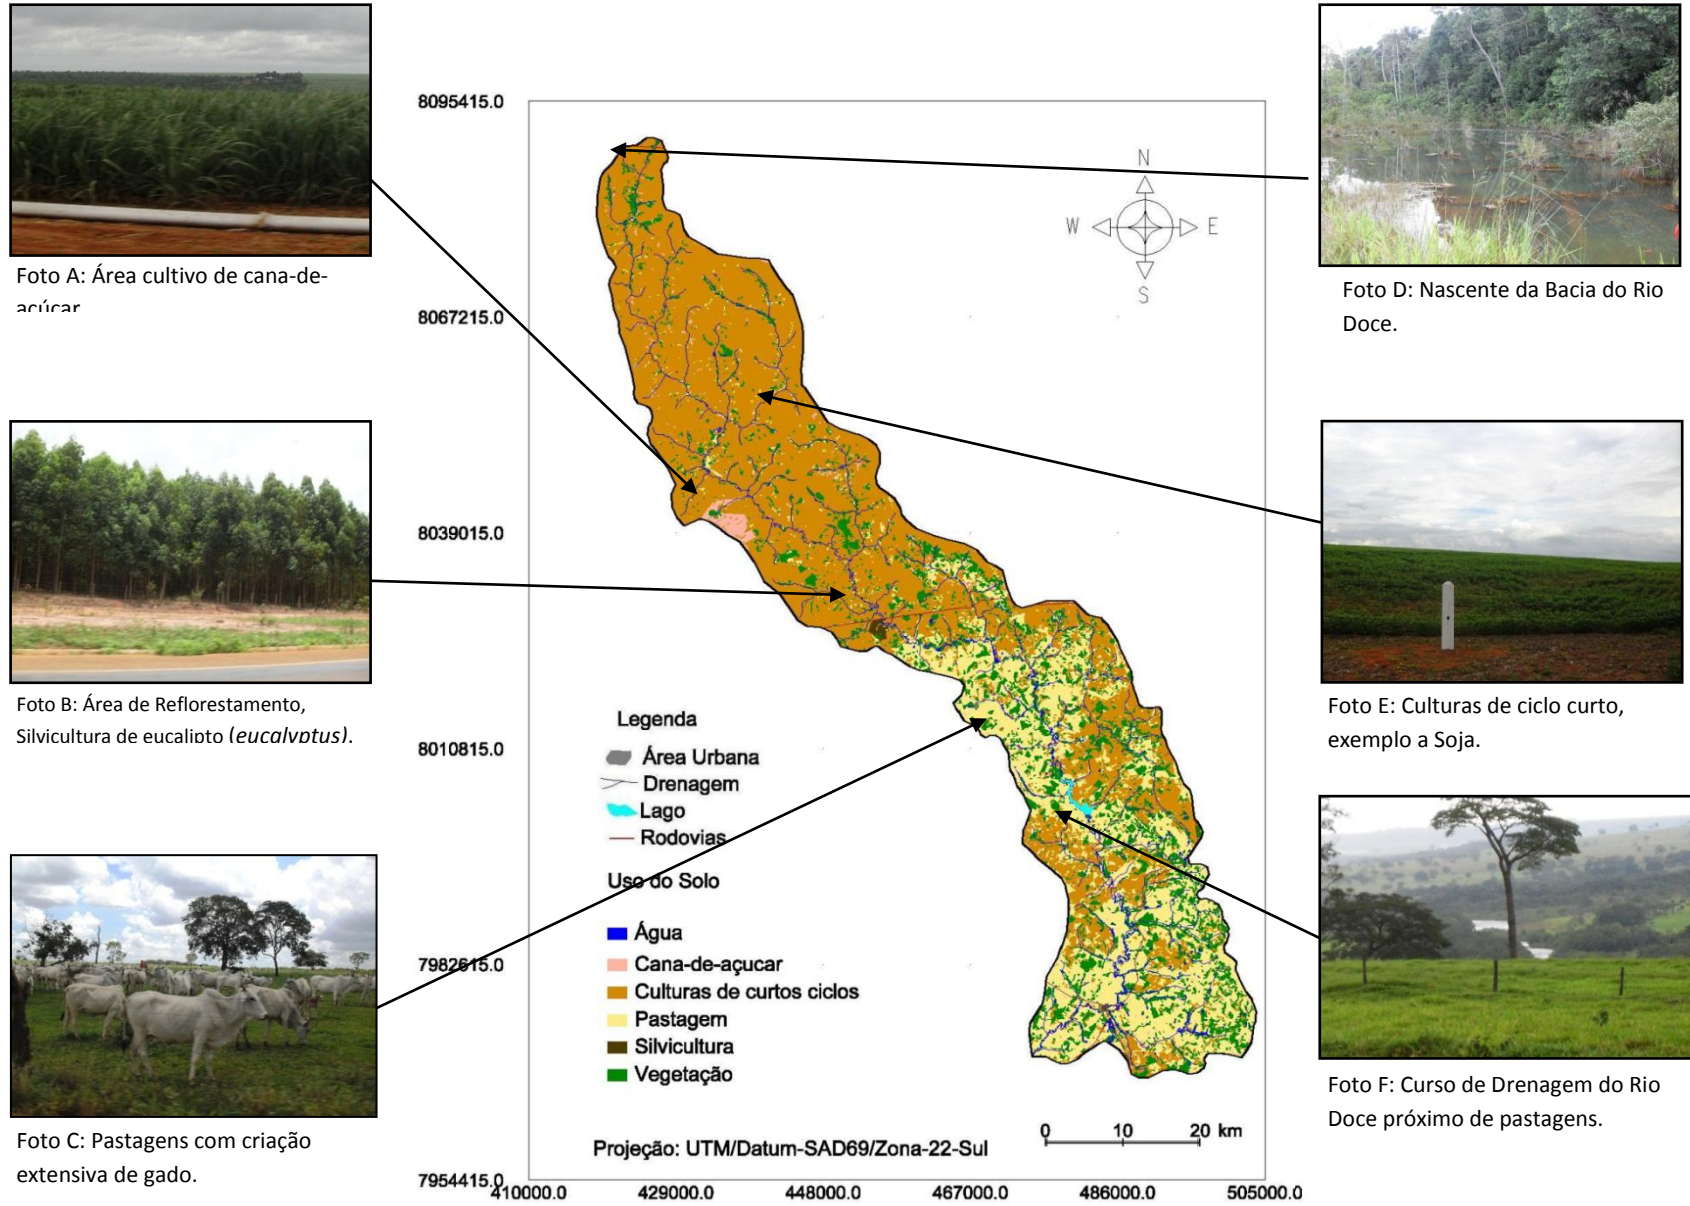 Foto A: Área cultivo de cana-de-
açúcar
Foto B: Área de Reflorestamento,
Silvicultura de eucalipto (eucalyptus).
Foto C: Pastagens com criação
extensiva de gado.
8095415.0
8067215.0
8039015.0
8010815.0
7982615.0
7954415.0
410000.0
429000.0
448000.0
467000.0
486000.0
505000.0
N
W
E
S
Legenda
Área Urbana
Drenagem
Lago
Rodovias
Uso do Solo
Água
Cana-de-açucar
Culturas de curtos ciclos
Pastagem
Silvicultura
Vegetação
Projeção: UTM/Datum-SAD69/Zona-22-Sul
0 10 20 km
Foto D: Nascente da Bacia do Rio
Doce.
Foto E: Culturas de ciclo curto,
exemplo a Soja.
Foto F: Curso de Drenagem do Rio
Doce próximo de pastagens.